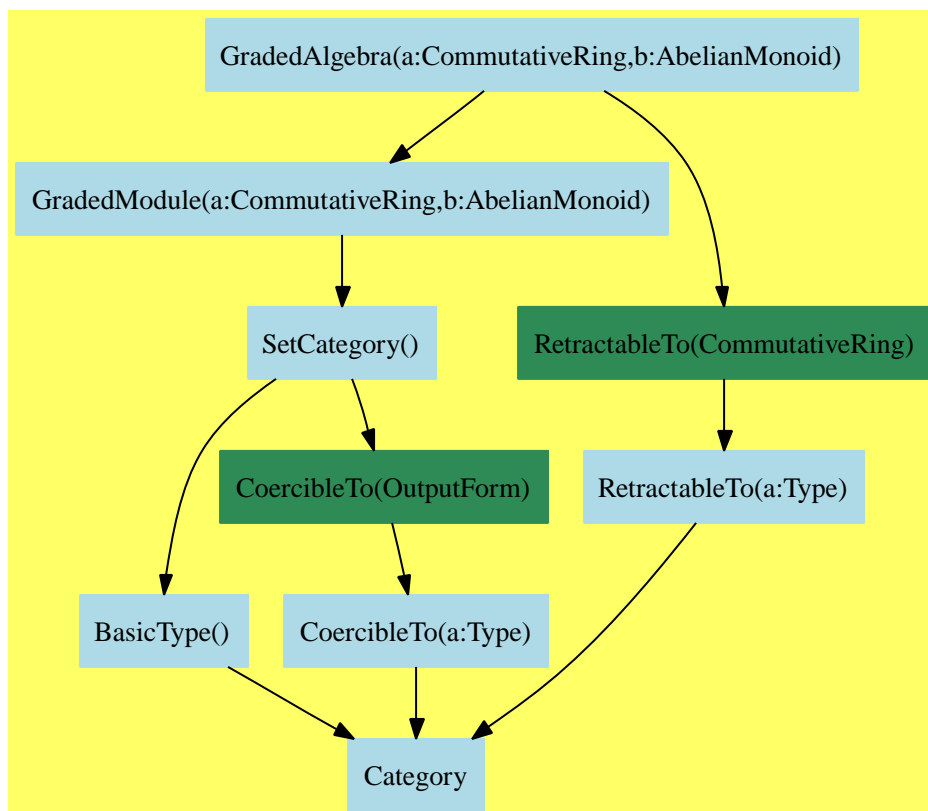 GradedAlgebra(a:CommutativeRing,b:AbelianMonoid)
GradedModule(a:CommutativeRing,b:AbelianMonoid)
SetCategory()
RetractableTo(CommutativeRing)
CoercibleTo(OutputForm)
RetractableTo(a:Type)
BasicType()
CoercibleTo(a:Type)
Category